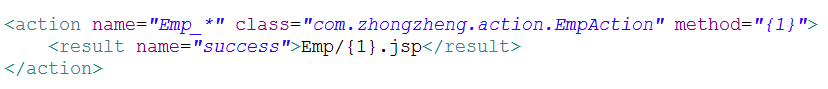 <action name="Emp_*" class="com.zhongzheng.action.EmpAction" method="{1}">
    <result name="success">Emp/{1}.jsp</result>
</action>